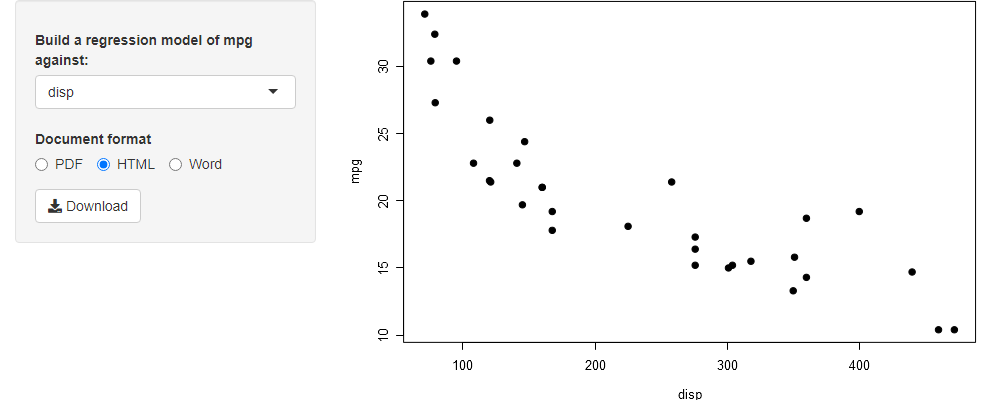 Build a regression model of mpg
against:
disp
Document format
PDF HTML Word
Download
mpg
30
25
20
15
10
100 200 300 400
disp